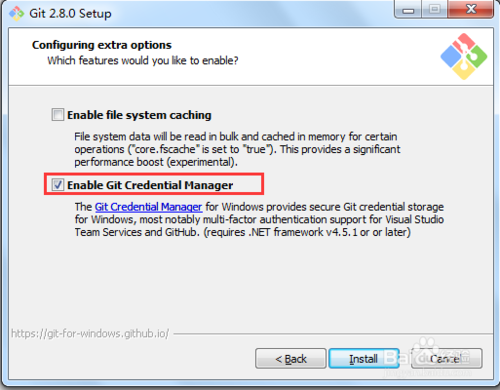 Git 2.8.0 Setup
Configuring extra options
Which features would you like to enable?
Enable file system caching
File system data will be read in bulk and cached in memory for certain
operations ("core.fscache" is set to "true"). This provides a significant
performance boost (experimental).
Enable Git Credential Manager
The Git Credential Manager for Windows provides secure Git credential storage
for Windows, most notably multi-factor authentication support for Visual Studio
Team Services and GitHub. (requires .NET framework v4.5.1 or or later)
https://git-for-windows.github.io/
< Back Install Cancel